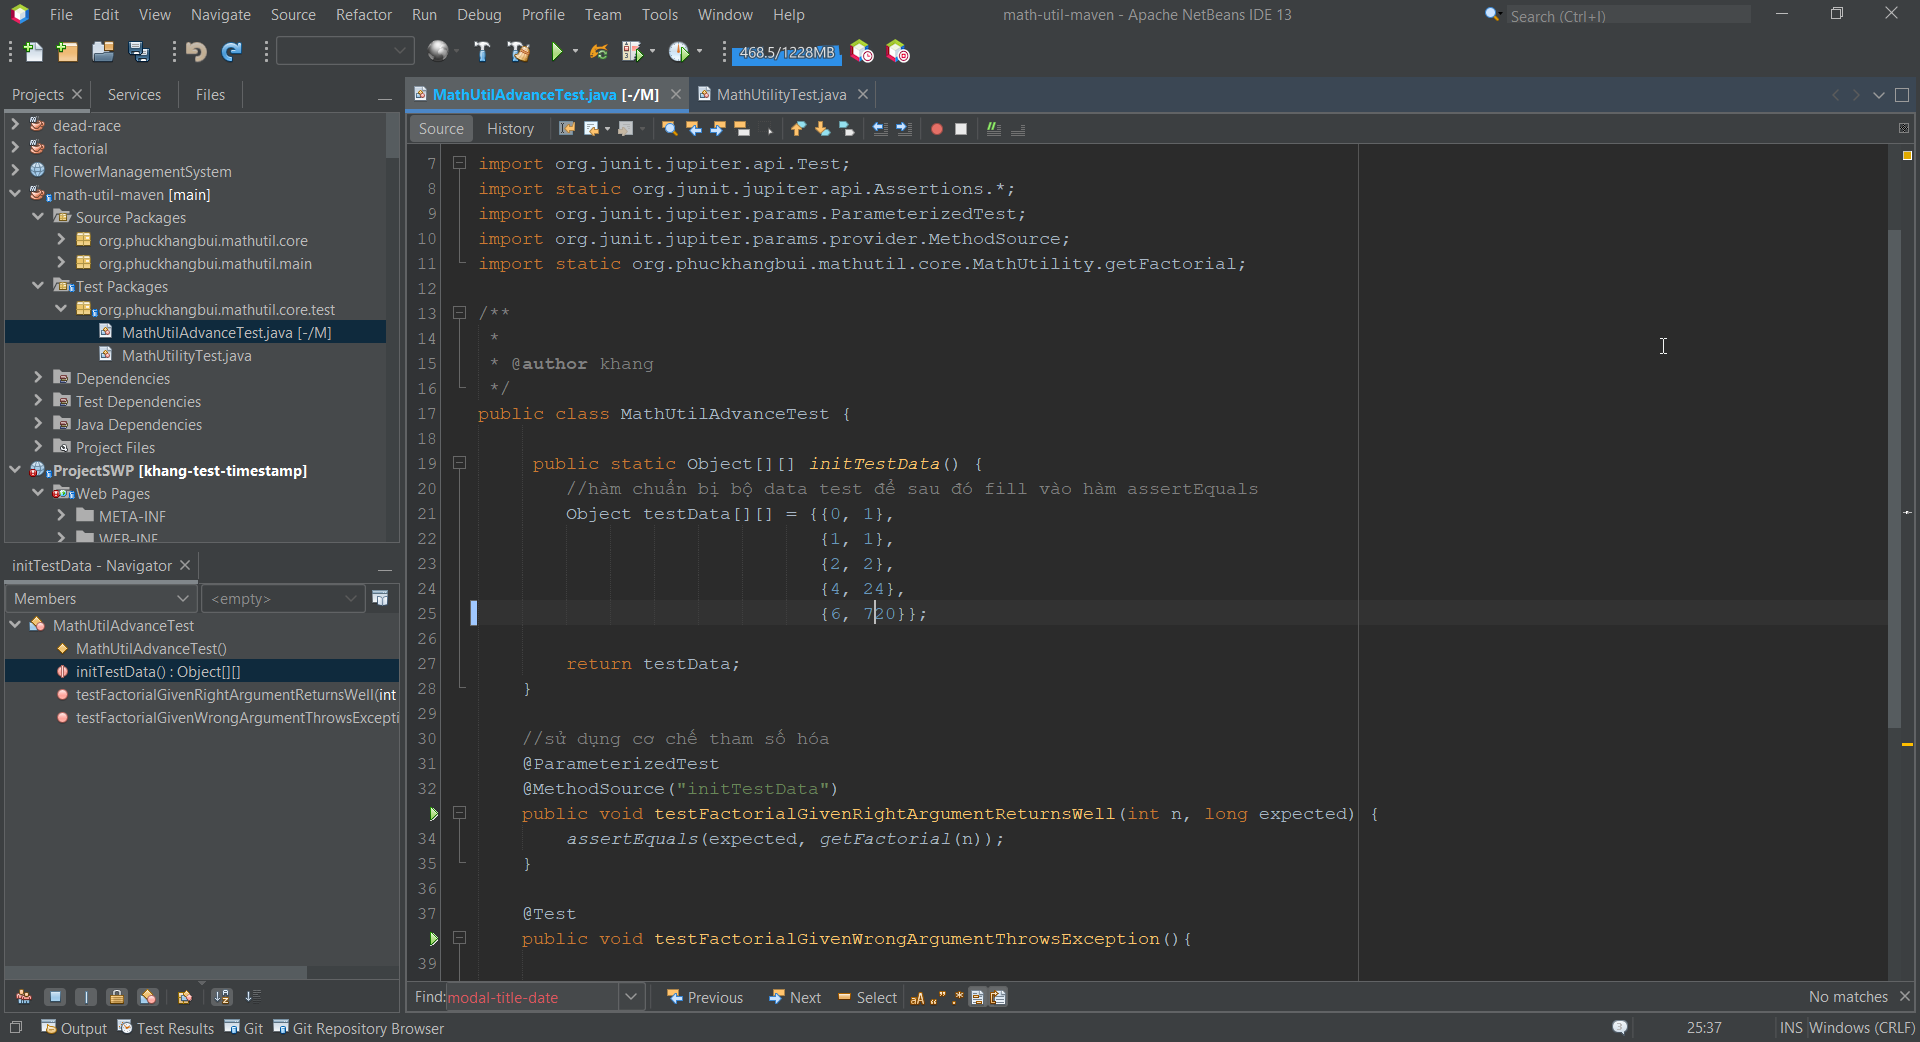 File Edit View Navigate Source Refactor Run Debug Profile Team Tools Window Help
math-util-maven - Apache NetBeans IDE 13
Search (Ctrl+I)
468.5/1228MB
Projects Services Files
MathUtilAdvanceTest.java [-/M] MathUtilityTest.java
Source History
dead-race
factorial
FlowerManagementSystem
math-util-maven [main]
Source Packages
org.phuckhangbui.mathutil.core
org.phuckhangbui.mathutil.main
Test Packages
org.phuckhangbui.mathutil.core.test
MathUtilAdvanceTest.java [-/M]
MathUtilityTest.java
Dependencies
Test Dependencies
Java Dependencies
Project Files
ProjectSWP [khang-test-timestamp]
Web Pages
META-INF
WEB-INF
initTestData - Navigator
Members <empty>
MathUtilAdvanceTest
MathUtilAdvanceTest()
initTestData() : Object[][]
testFactorialGivenRightArgumentReturnsWell(int
testFactorialGivenWrongArgumentThrowsExcepti
7 import org.junit.jupiter.api.Test;
8 import static org.junit.jupiter.api.Assertions.*;
9 import org.junit.jupiter.params.ParameterizedTest;
10 import org.junit.jupiter.params.provider.MethodSource;
11 import static org.phuckhangbui.mathutil.core.MathUtility.getFactorial;
12
13 /**
14 *
15 * @author khang
16 */
17 public class MathUtilAdvanceTest {
18
19 public static Object[][] initTestData() {
20 //hàm chuẩn bị bộ data test để sau đó fill vào hàm assertEquals
21 Object testData[][] = {{0, 1},
22 {1, 1},
23 {2, 2},
24 {4, 24},
25 {6, 720}};
26
27 return testData;
28 }
29
30 //sử dụng cơ chế tham số hóa
31 @ParameterizedTest
32 @MethodSource("initTestData")
public void testFactorialGivenRightArgumentReturnsWell(int n, long expected) {
34 assertEquals(expected, getFactorial(n));
35 }
36
37 @Test
public void testFactorialGivenWrongArgumentThrowsException(){
39
Find: modal-title-date Previous Next Select aA No matches
Output Test Results Git Git Repository Browser
3 25:37 INS Windows (CRLF)